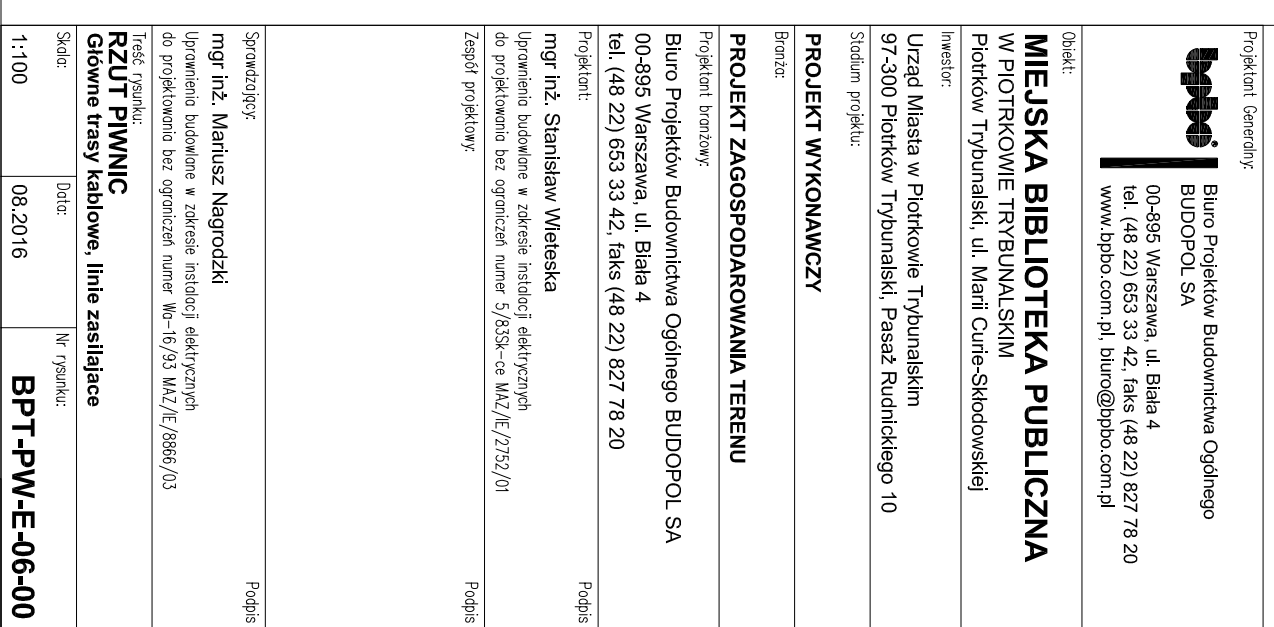 Projektant Generalny:
bpbo
Biuro Projektów Budownictwa Ogólnego
BUDOPOL SA
00-895 Warszawa, ul. Biała 4
tel. (48 22) 653 33 42, faks (48 22) 827 78 20
www.bpbo.com.pl, biuro@bpbo.com.pl
Obiekt:
MIEJSKA BIBLIOTEKA PUBLICZNA
W PIOTRKOWIE TRYBUNALSKIM
Piotrków Trybunalski, ul. Marii Curie-Skłodowskiej
Inwestor:
Urząd Miasta w Piotrkowie Trybunalskim
97-300 Piotrków Trybunalski, Pasaż Rudnickiego 10
Stadium projektu:
PROJEKT WYKONAWCZY
Branża:
PROJEKT ZAGOSPODAROWANIA TERENU
Projektant branżowy:
Biuro Projektów Budownictwa Ogólnego BUDOPOL SA
00-895 Warszawa, ul. Biała 4
tel. (48 22) 653 33 42, faks (48 22) 827 78 20
Projektant: Podpis
mgr inż. Stanisław Wieteska
Uprawnienia budowlane w zakresie instalacji elektrycznych
do projektowania bez ograniczeń numer 5/83Sk-ce MAZ/IE/2752/01
Zespół projektowy: Podpis
Sprawdzający: Podpis
mgr inż. Mariusz Nagrodzki
Uprawnienia budowlane w zakresie instalacji elektrycznych
do projektowania bez ograniczeń numer Wa-16/93 MAZ/IE/8866/03
Treść rysunku:
RZUT PIWNIC
Główne trasy kablowe, linie zasilajace
Skala: Data: Nr rysunku:
1:100 08.2016 BPT-PW-E-06-00